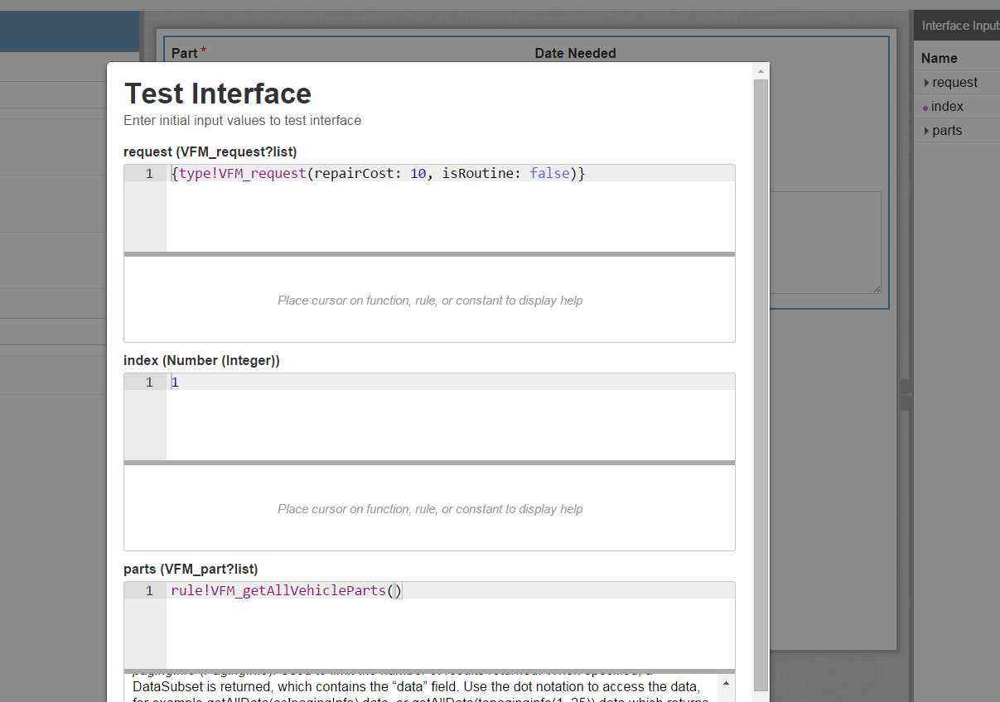 Interface Input
Part *
Date Needed
Name
request
index
parts
Test Interface
Enter initial input values to test interface
request (VFM_request?list)
1 {type!VFM_request(repairCost: 10, isRoutine: false)}
Place cursor on function, rule, or constant to display help
index (Number (Integer))
1 1
Place cursor on function, rule, or constant to display help
parts (VFM_part?list)
1 rule!VFM_getAllVehicleParts()
DataSubset is returned, which contains the “data” field. Use the dot notation to access the data,